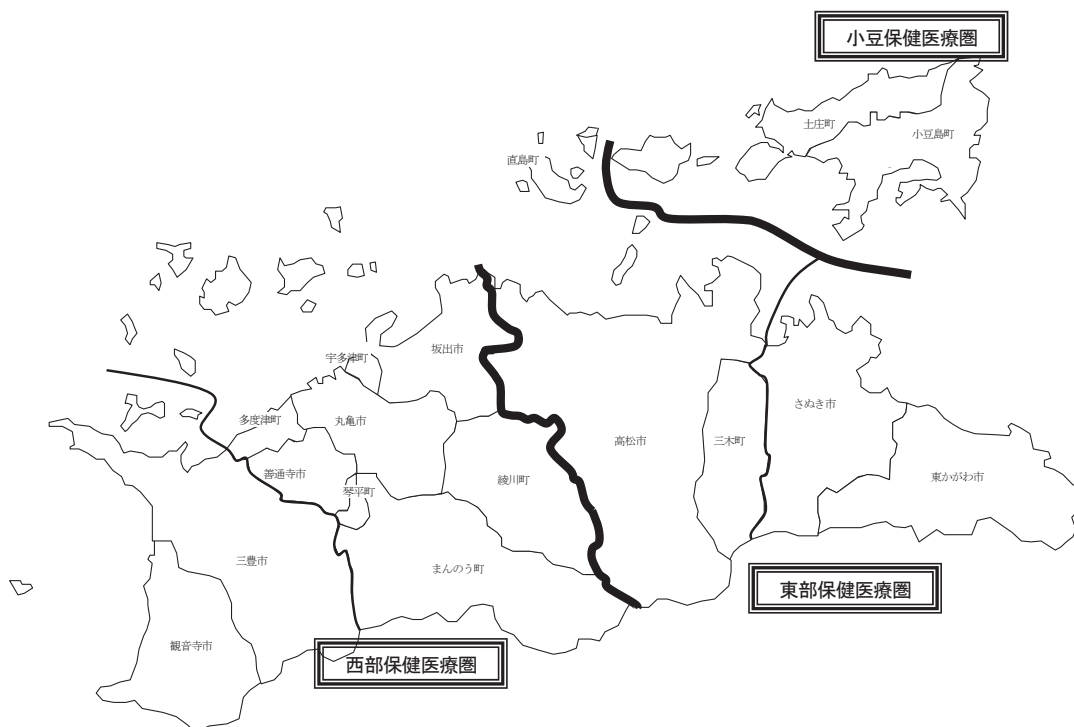 小豆保健医療圏
土庄町
小豆島町
直島町
坂出市
宇多津町
さぬき市
多度津町
丸亀市
高松市
三木町
善通寺市
綾川町
東かがわ市
琴平町
三豊市
まんのう町
東部保健医療圏
観音寺市
西部保健医療圏